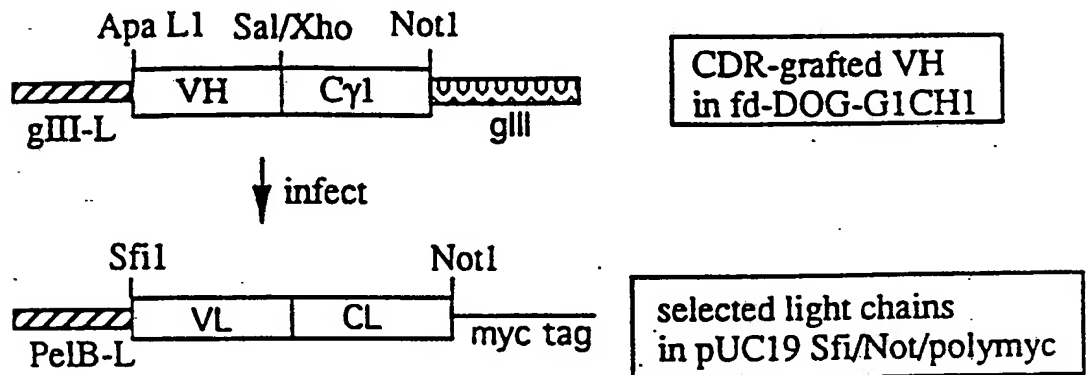 Apa L1 Sal/Xho Not1
VH Cγ1
gIII-L gIII
CDR-grafted VH
in fd-DOG-G1CH1
infect
Sfi1 Not1
VL CL
PelB-L myc tag
selected light chains
in pUC19 Sfi/Not/polymyc